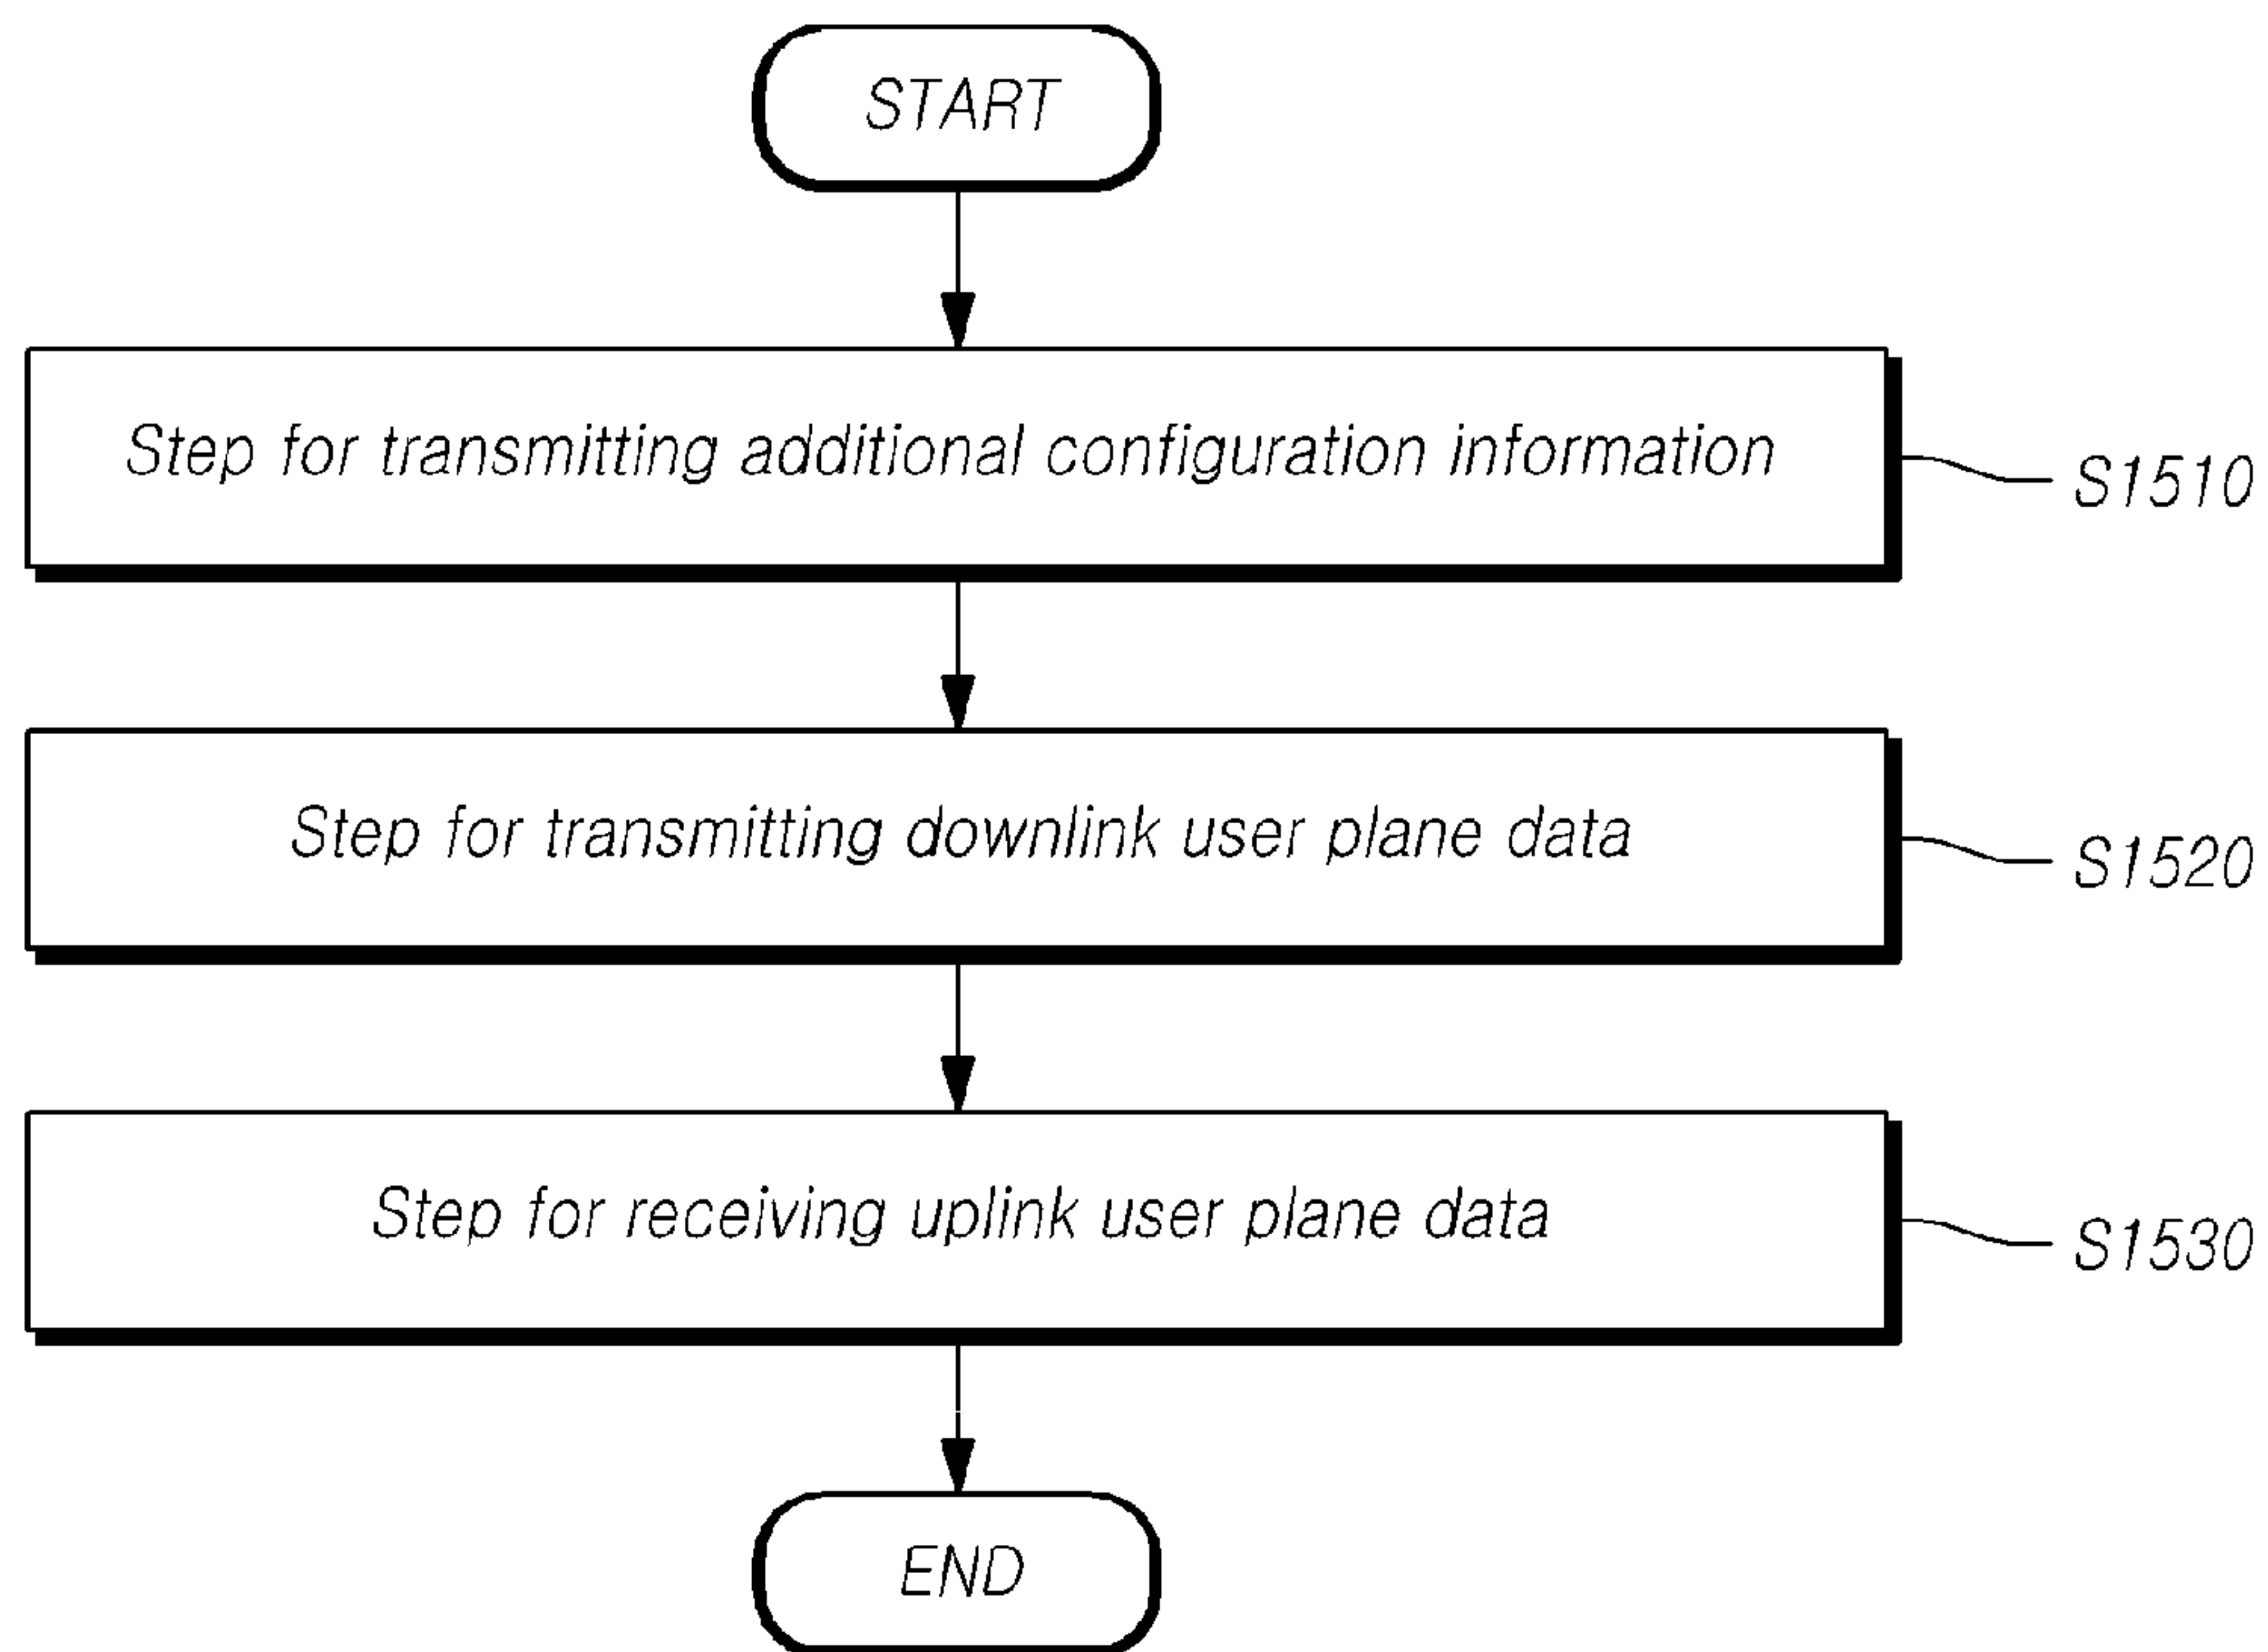 START
Step for transmitting additional configuration information
S1510
Step for transmitting downlink user plane data
S1520
Step for receiving uplink user plane data
S1530
END